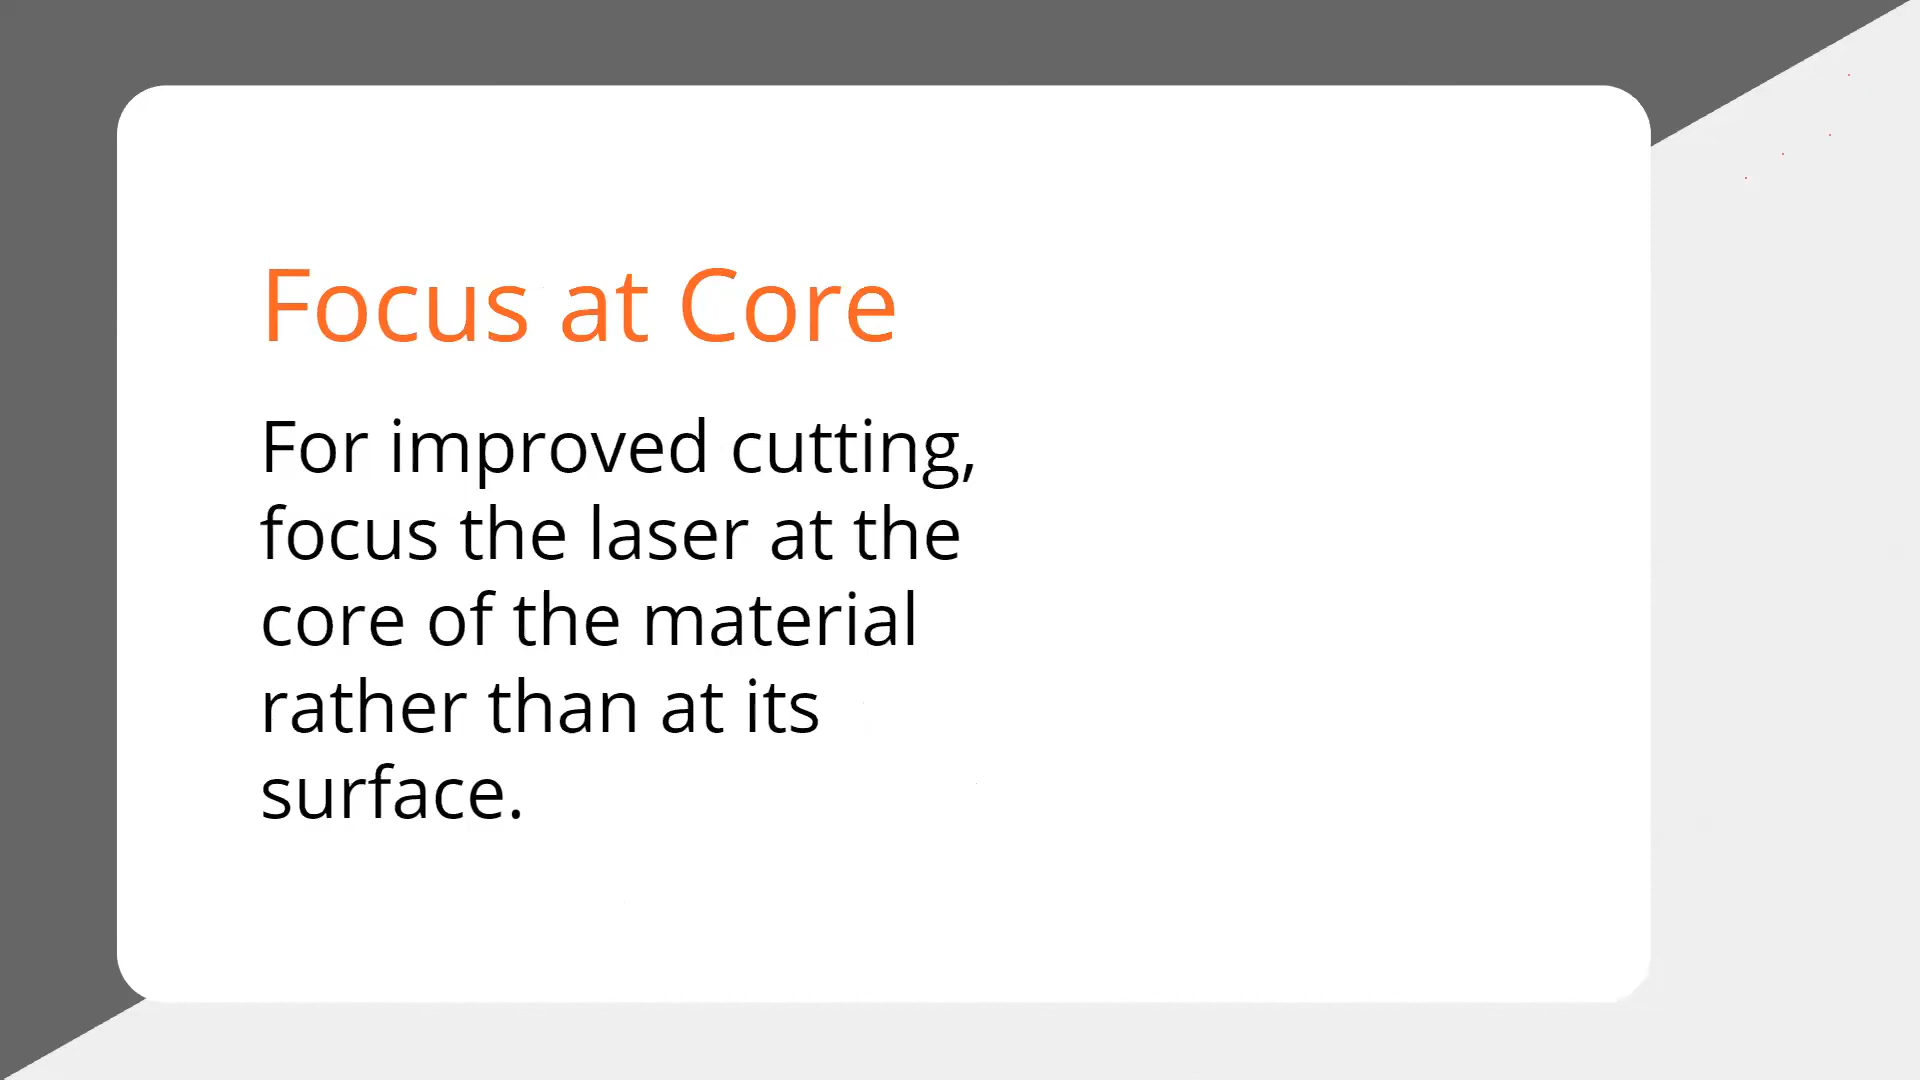 Focus at Core
For improved cutting,
focus the laser at the
core of the material
rather than at its
surface.